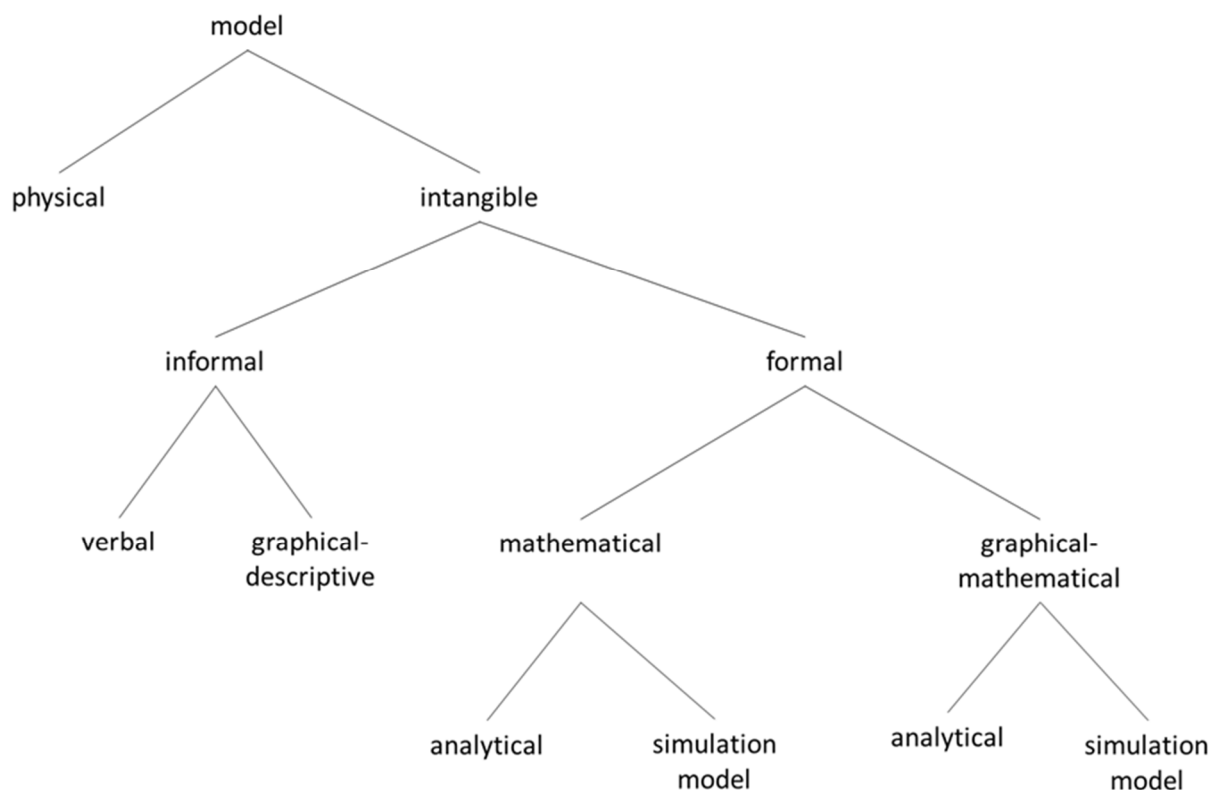 model
physical
intangible
informal
formal
verbal
graphical-
descriptive
mathematical
graphical-
mathematical
analytical
simulation
model
analytical
simulation
model